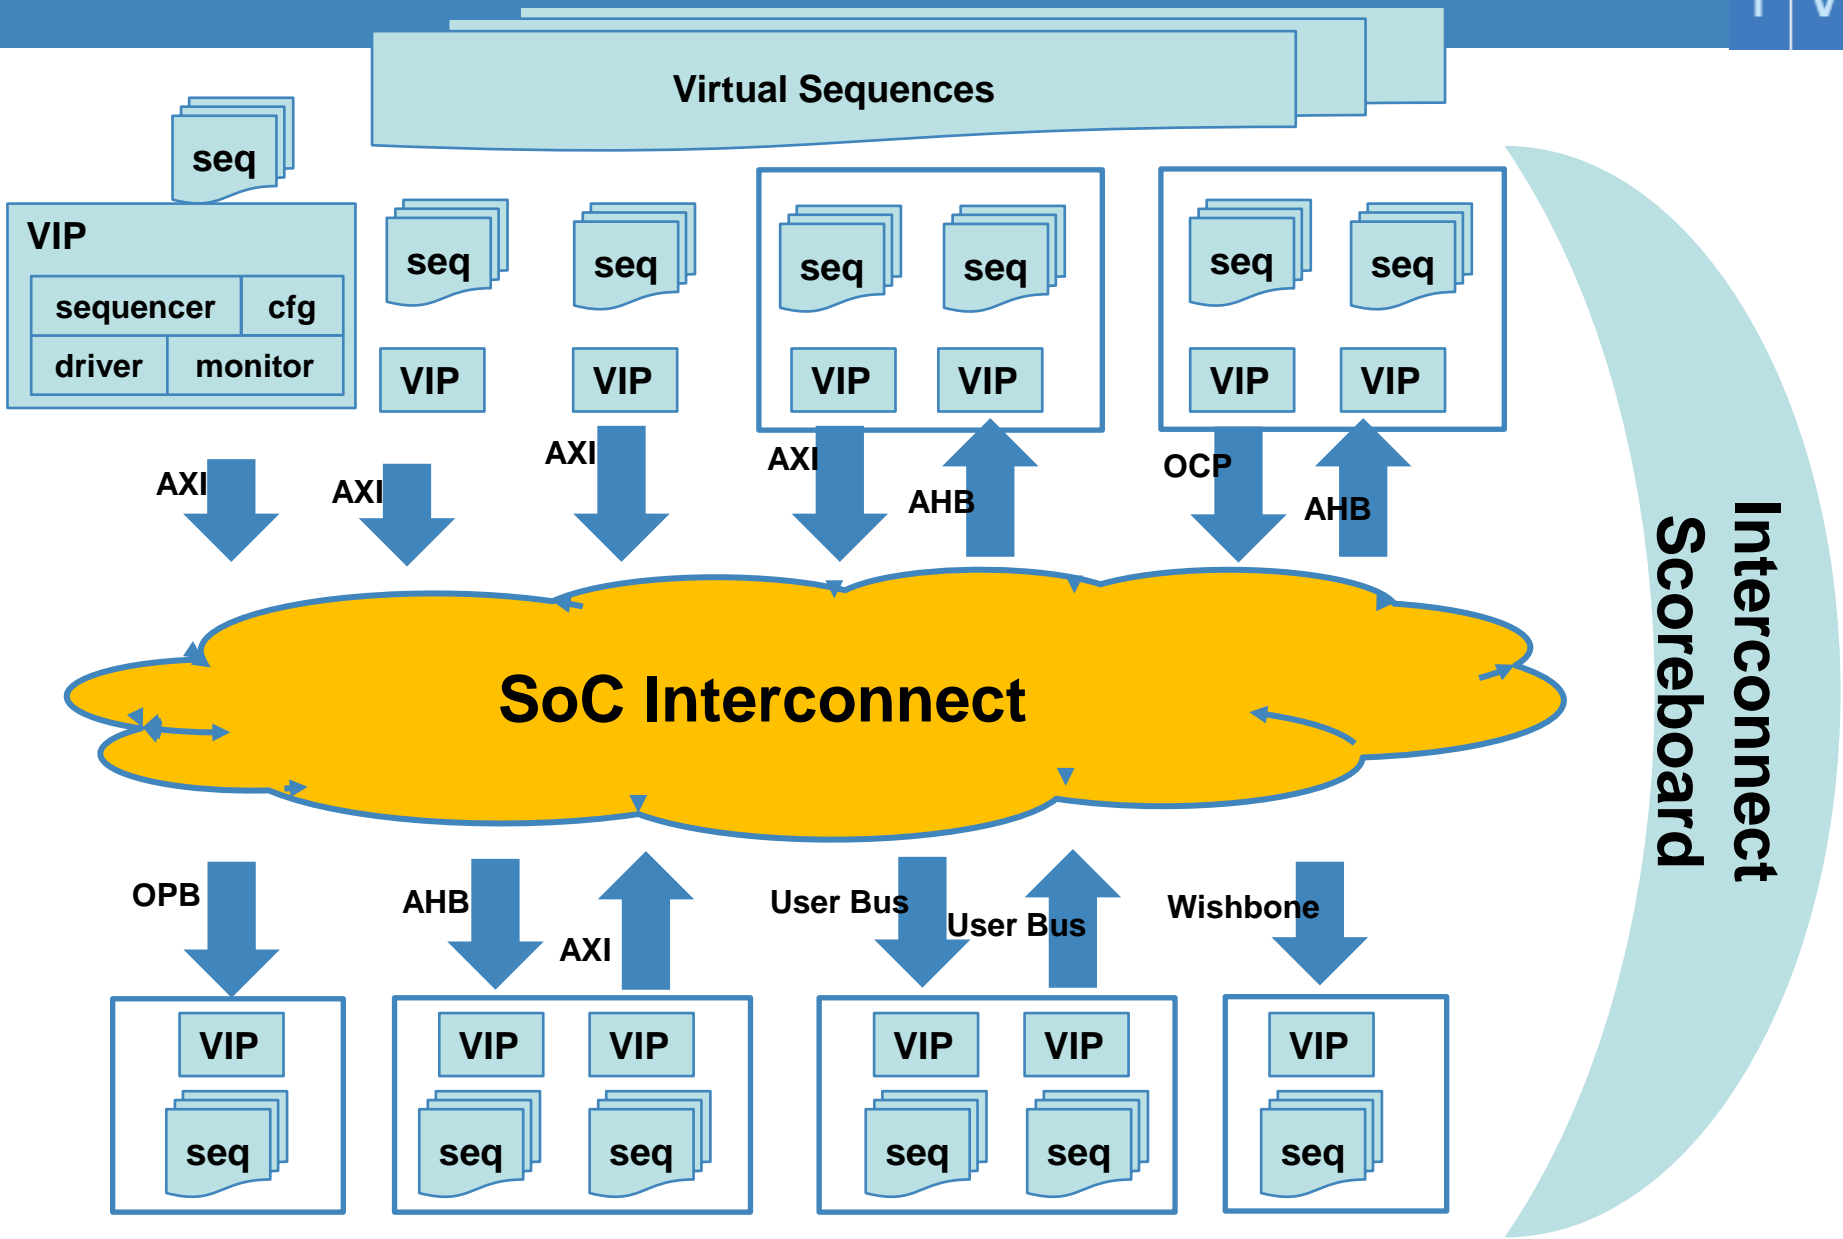 T V
Virtual Sequences
seq
VIP
sequencer
cfg
driver
monitor
seq
seq
seq
seq
seq
seq
VIP
VIP
VIP
VIP
VIP
VIP
AXI
AXI
AXI
AXI
AHB
OCP
AHB
SoC Interconnect
Interconnect
Scoreboard
OPB
AHB
AXI
User Bus
User Bus
Wishbone
VIP
VIP
VIP
VIP
VIP
VIP
seq
seq
seq
seq
seq
seq